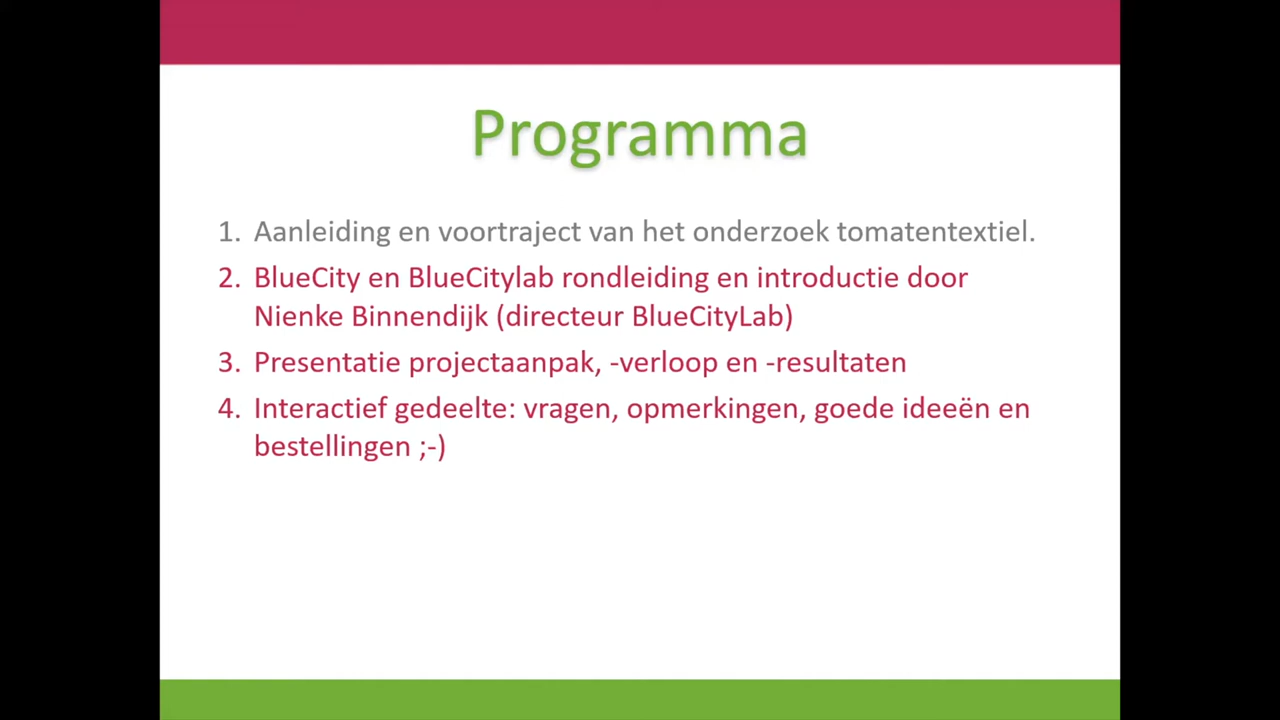 Programma
1. Aanleiding en voortraject van het onderzoek tomatentextiel.
2. BlueCity en BlueCitylab rondleiding en introductie door
Nienke Binnendijk (directeur BlueCityLab)
3. Presentatie projectaanpak, -verloop en -resultaten
4. Interactief gedeelte: vragen, opmerkingen, goede ideeën en
bestellingen ;-)